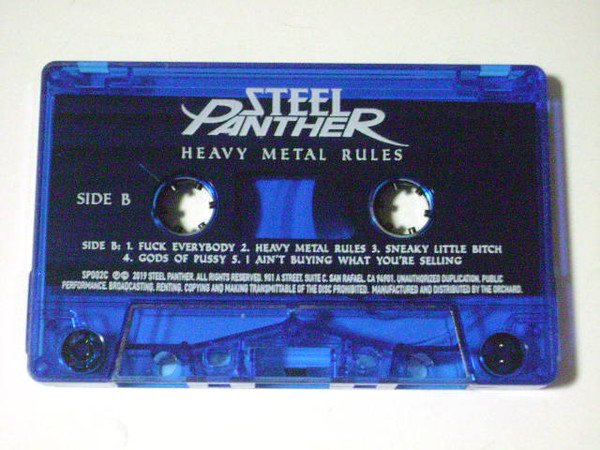 STEEL
PANTHER
HEAVY METAL RULES
SIDE B
SIDE B: 1. FUCK EVERYBODY 2. HEAVY METAL RULES 3. SNEAKY LITTLE BITCH
4. GODS OF PUSSY 5. I AIN'T BUYING WHAT YOU'RE SELLING
SP002C ℗© 2019 STEEL PANTHER. ALL RIGHTS RESERVED. 901 A STREET, SUITE C. SAN RAFAEL, CA 94901. UNAUTHORIZED DUPLICATION, PUBLIC
PERFORMANCE, BROADCASTING, RENTING, COPYING AND MAKING TRANSMITTABLE OF THE DISC PROHIBITED. MANUFACTURED AND DISTRIBUTED BY THE ORCHARD.